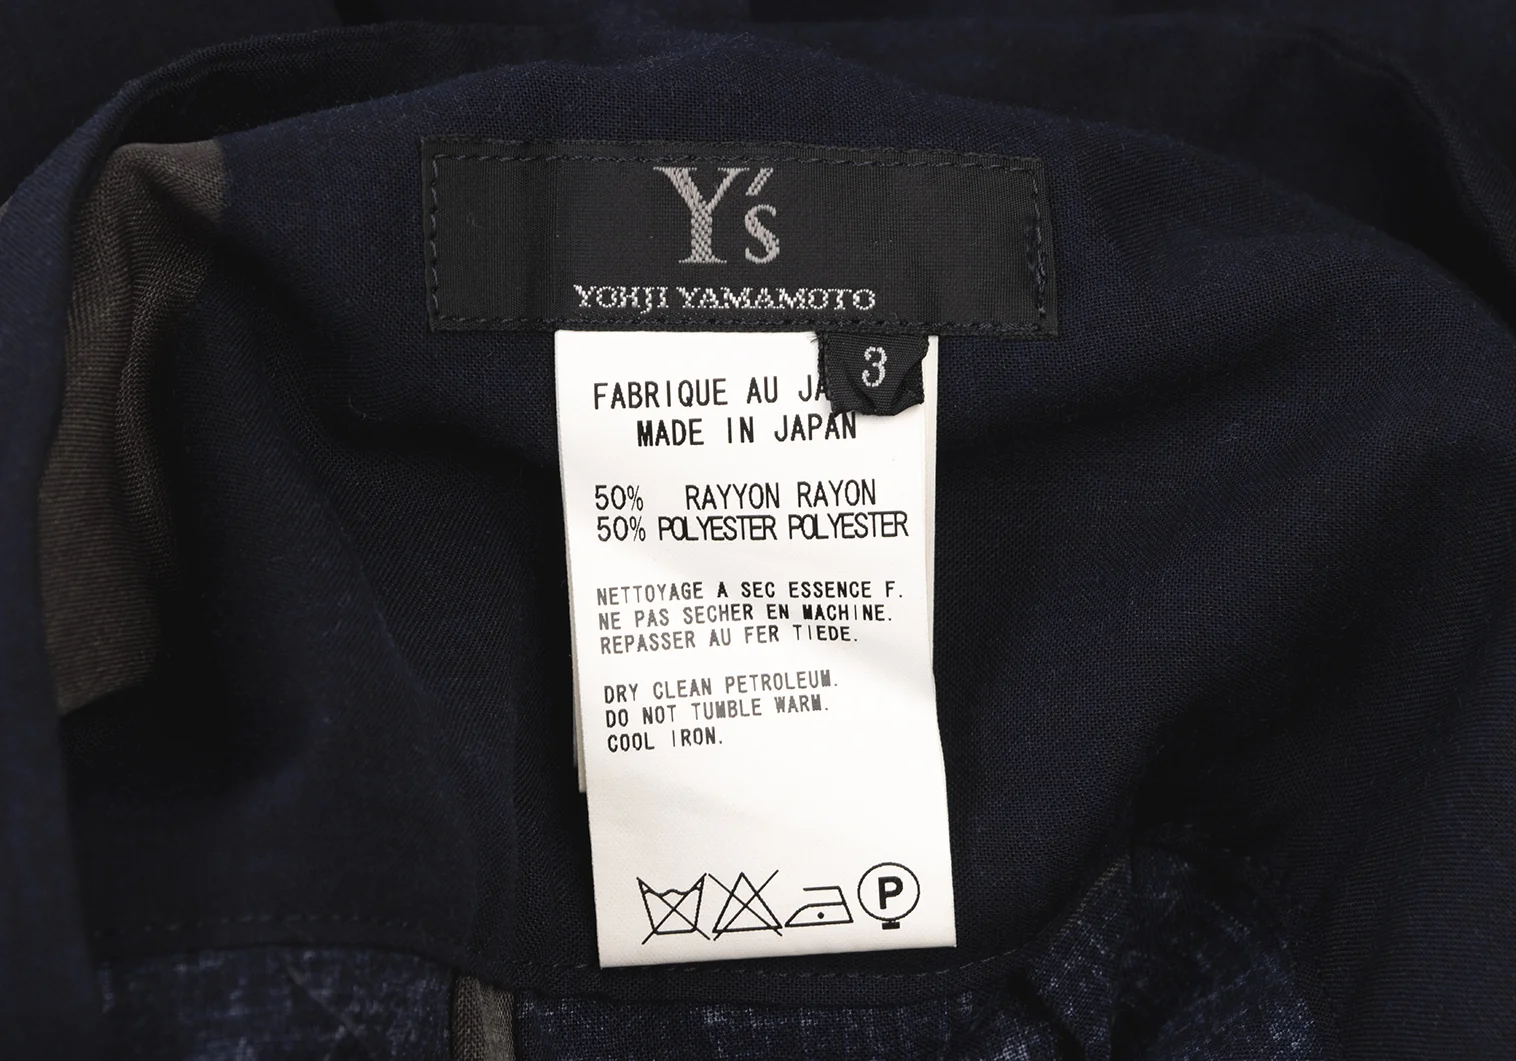 Y's
YOHJI YAMAMOTO
3
FABRIQUE AU
MADE IN JAPAN
50% RAYYON RAYON
50% POLYESTER POLYESTER
NETTOYAGE A SEC ESSENCE F.
NE PAS SECHER EN MACHINE.
REPASSER AU FER TIEDE.
DRY CLEAN PETROLEUM.
DO NOT TUMBLE WARM.
COOL IRON.
P